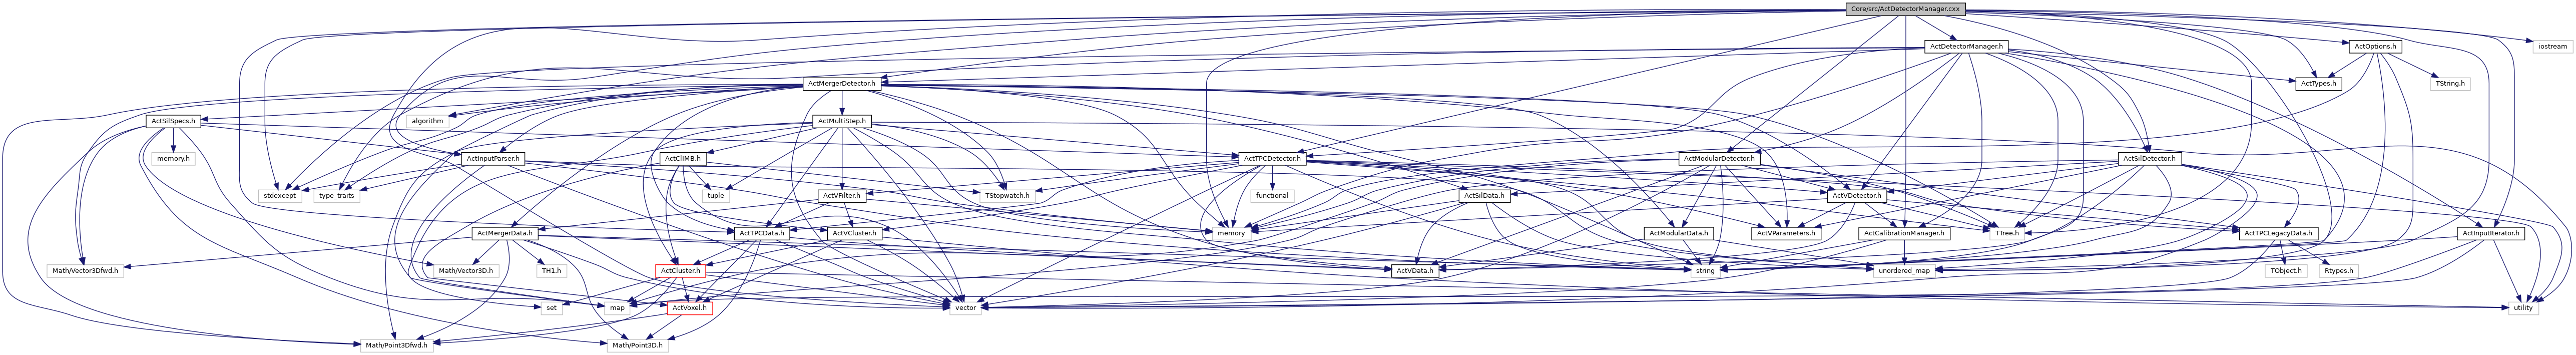 Core/src/ActDetectorManager.cxx
ActDetectorManager.h
ActOptions.h
iostream
ActMergerDetector.h
ActTypes.h
TString.h
ActSilSpecs.h
algorithm
ActMultiStep.h
memory.h
ActInputParser.h
ActCltMB.h
ActTPCDetector.h
ActModularDetector.h
ActSilDetector.h
stdexcept
type_traits
tuple
ActVFilter.h
TStopwatch.h
functional
ActSilData.h
ActVDetector.h
ActMergerData.h
ActTPCData.h
ActVCluster.h
memory
ActModularData.h
ActVParameters.h
ActCalibrationManager.h
TTree.h
ActTPCLegacyData.h
ActInputIterator.h
Math/Vector3Dfwd.h
Math/Vector3D.h
TH1.h
ActCluster.h
ActVData.h
string
unordered_map
TObject.h
Rtypes.h
set
map
ActVoxel.h
vector
utility
Math/Point3Dfwd.h
Math/Point3D.h